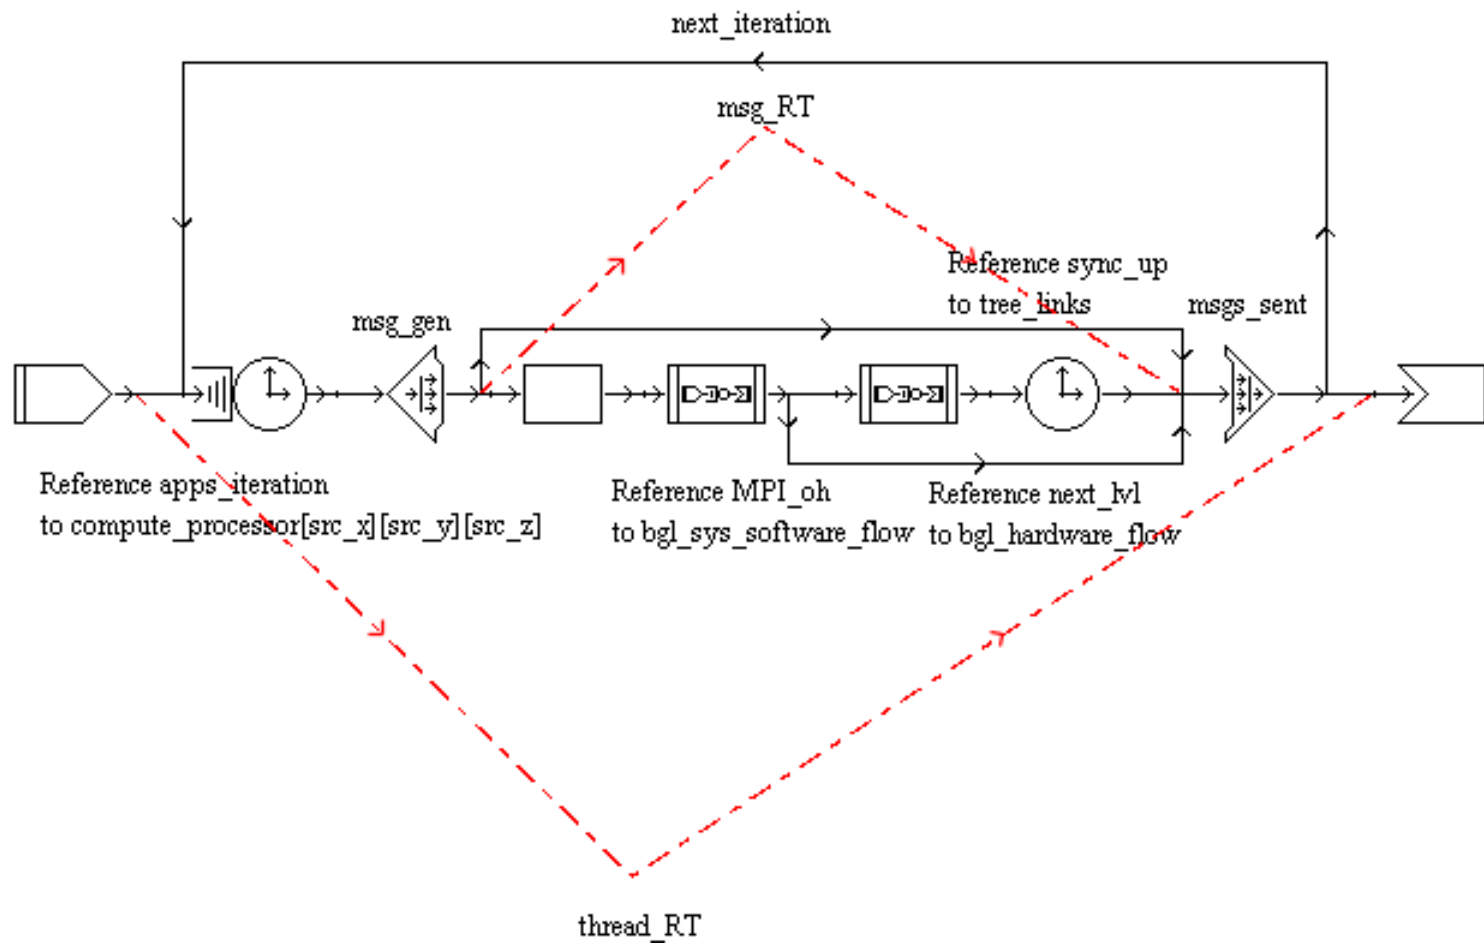 next_iteration
msg_RT
Reference sync_up
to tree_links
msgs_sent
msg_gen
Reference apps_iteration
to compute_processor[src_x][src_y][src_z]
Reference MPI_oh
to bgl_sys_software_flow
Reference next_lvl
to bgl_hardware_flow
thread_RT